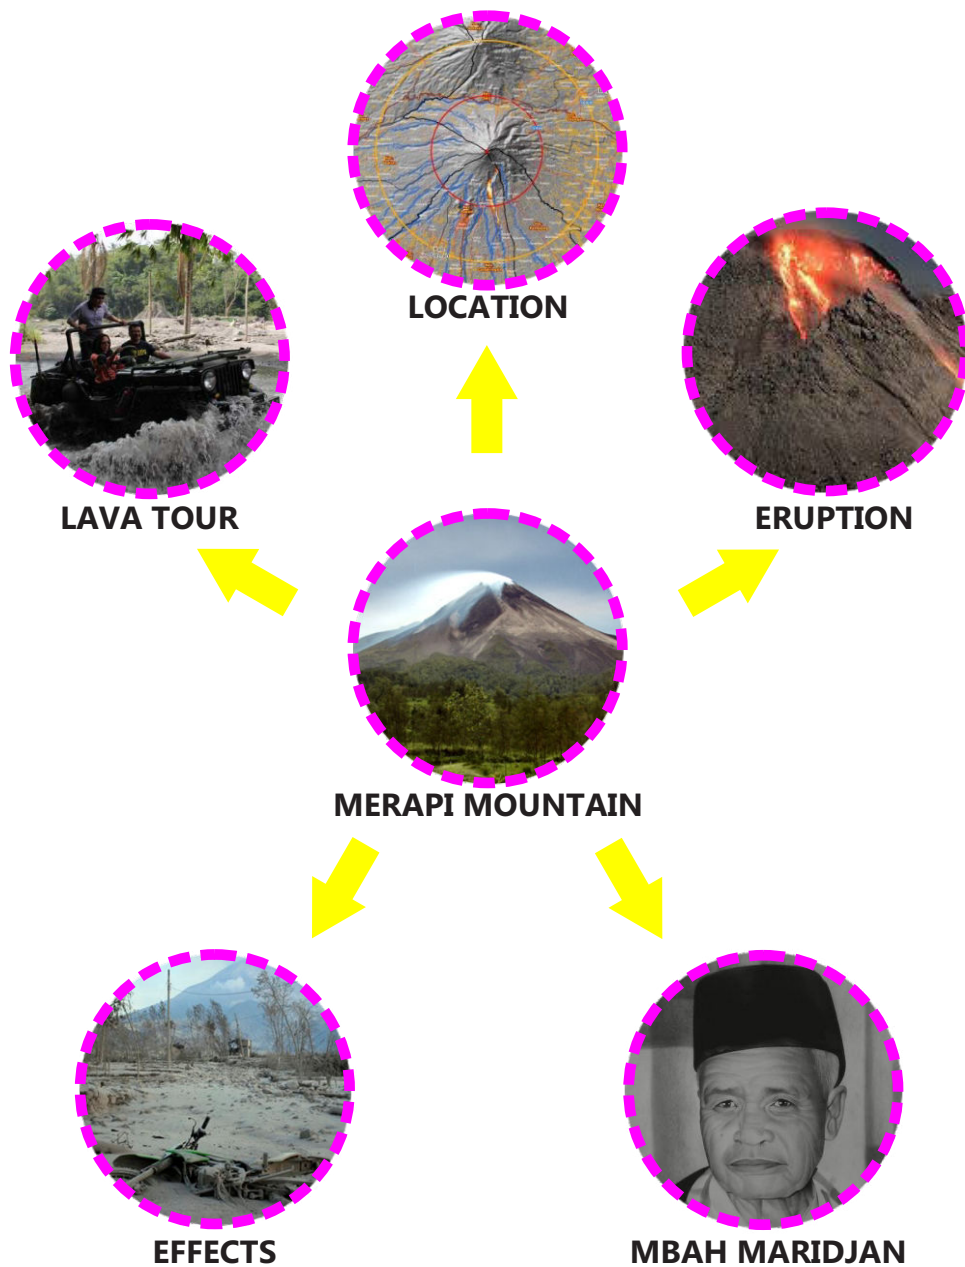 LOCATION
LAVA TOUR
ERUPTION
MERAPI MOUNTAIN
EFFECTS
MBAH MARIDJAN